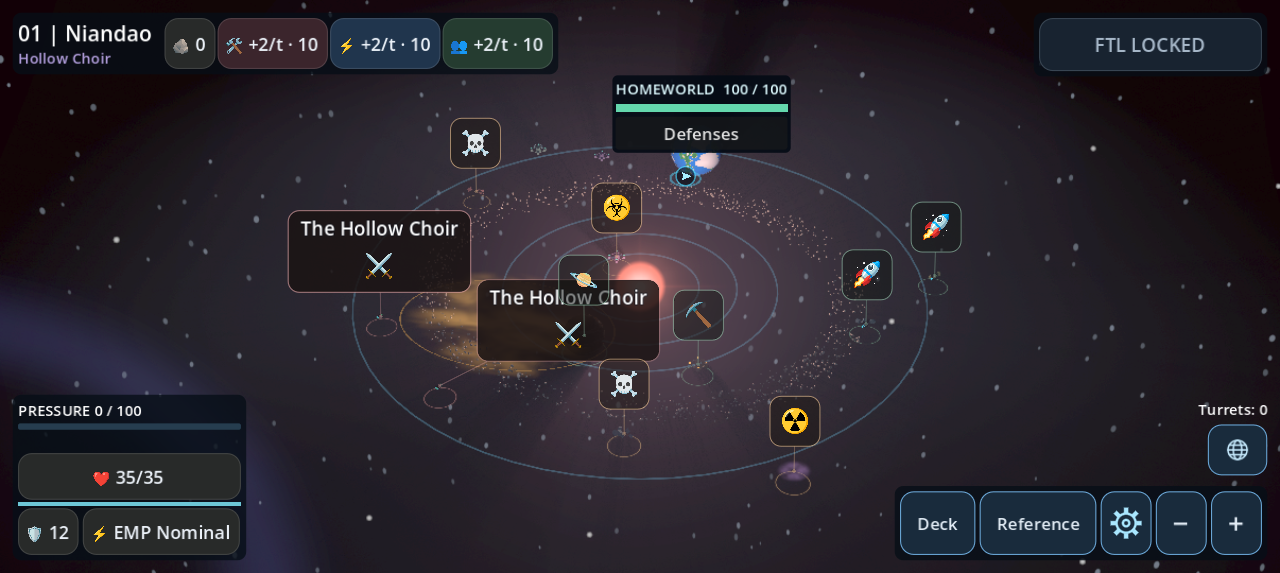 01 | Niandao
Hollow Choir
0
+2/t · 10
+2/t · 10
+2/t · 10
FTL LOCKED
HOMEWORLD 100 / 100
Defenses
The Hollow Choir
The Hollow Choir
PRESSURE 0 / 100
35/35
12
EMP Nominal
Turrets: 0
Deck
Reference
−
+